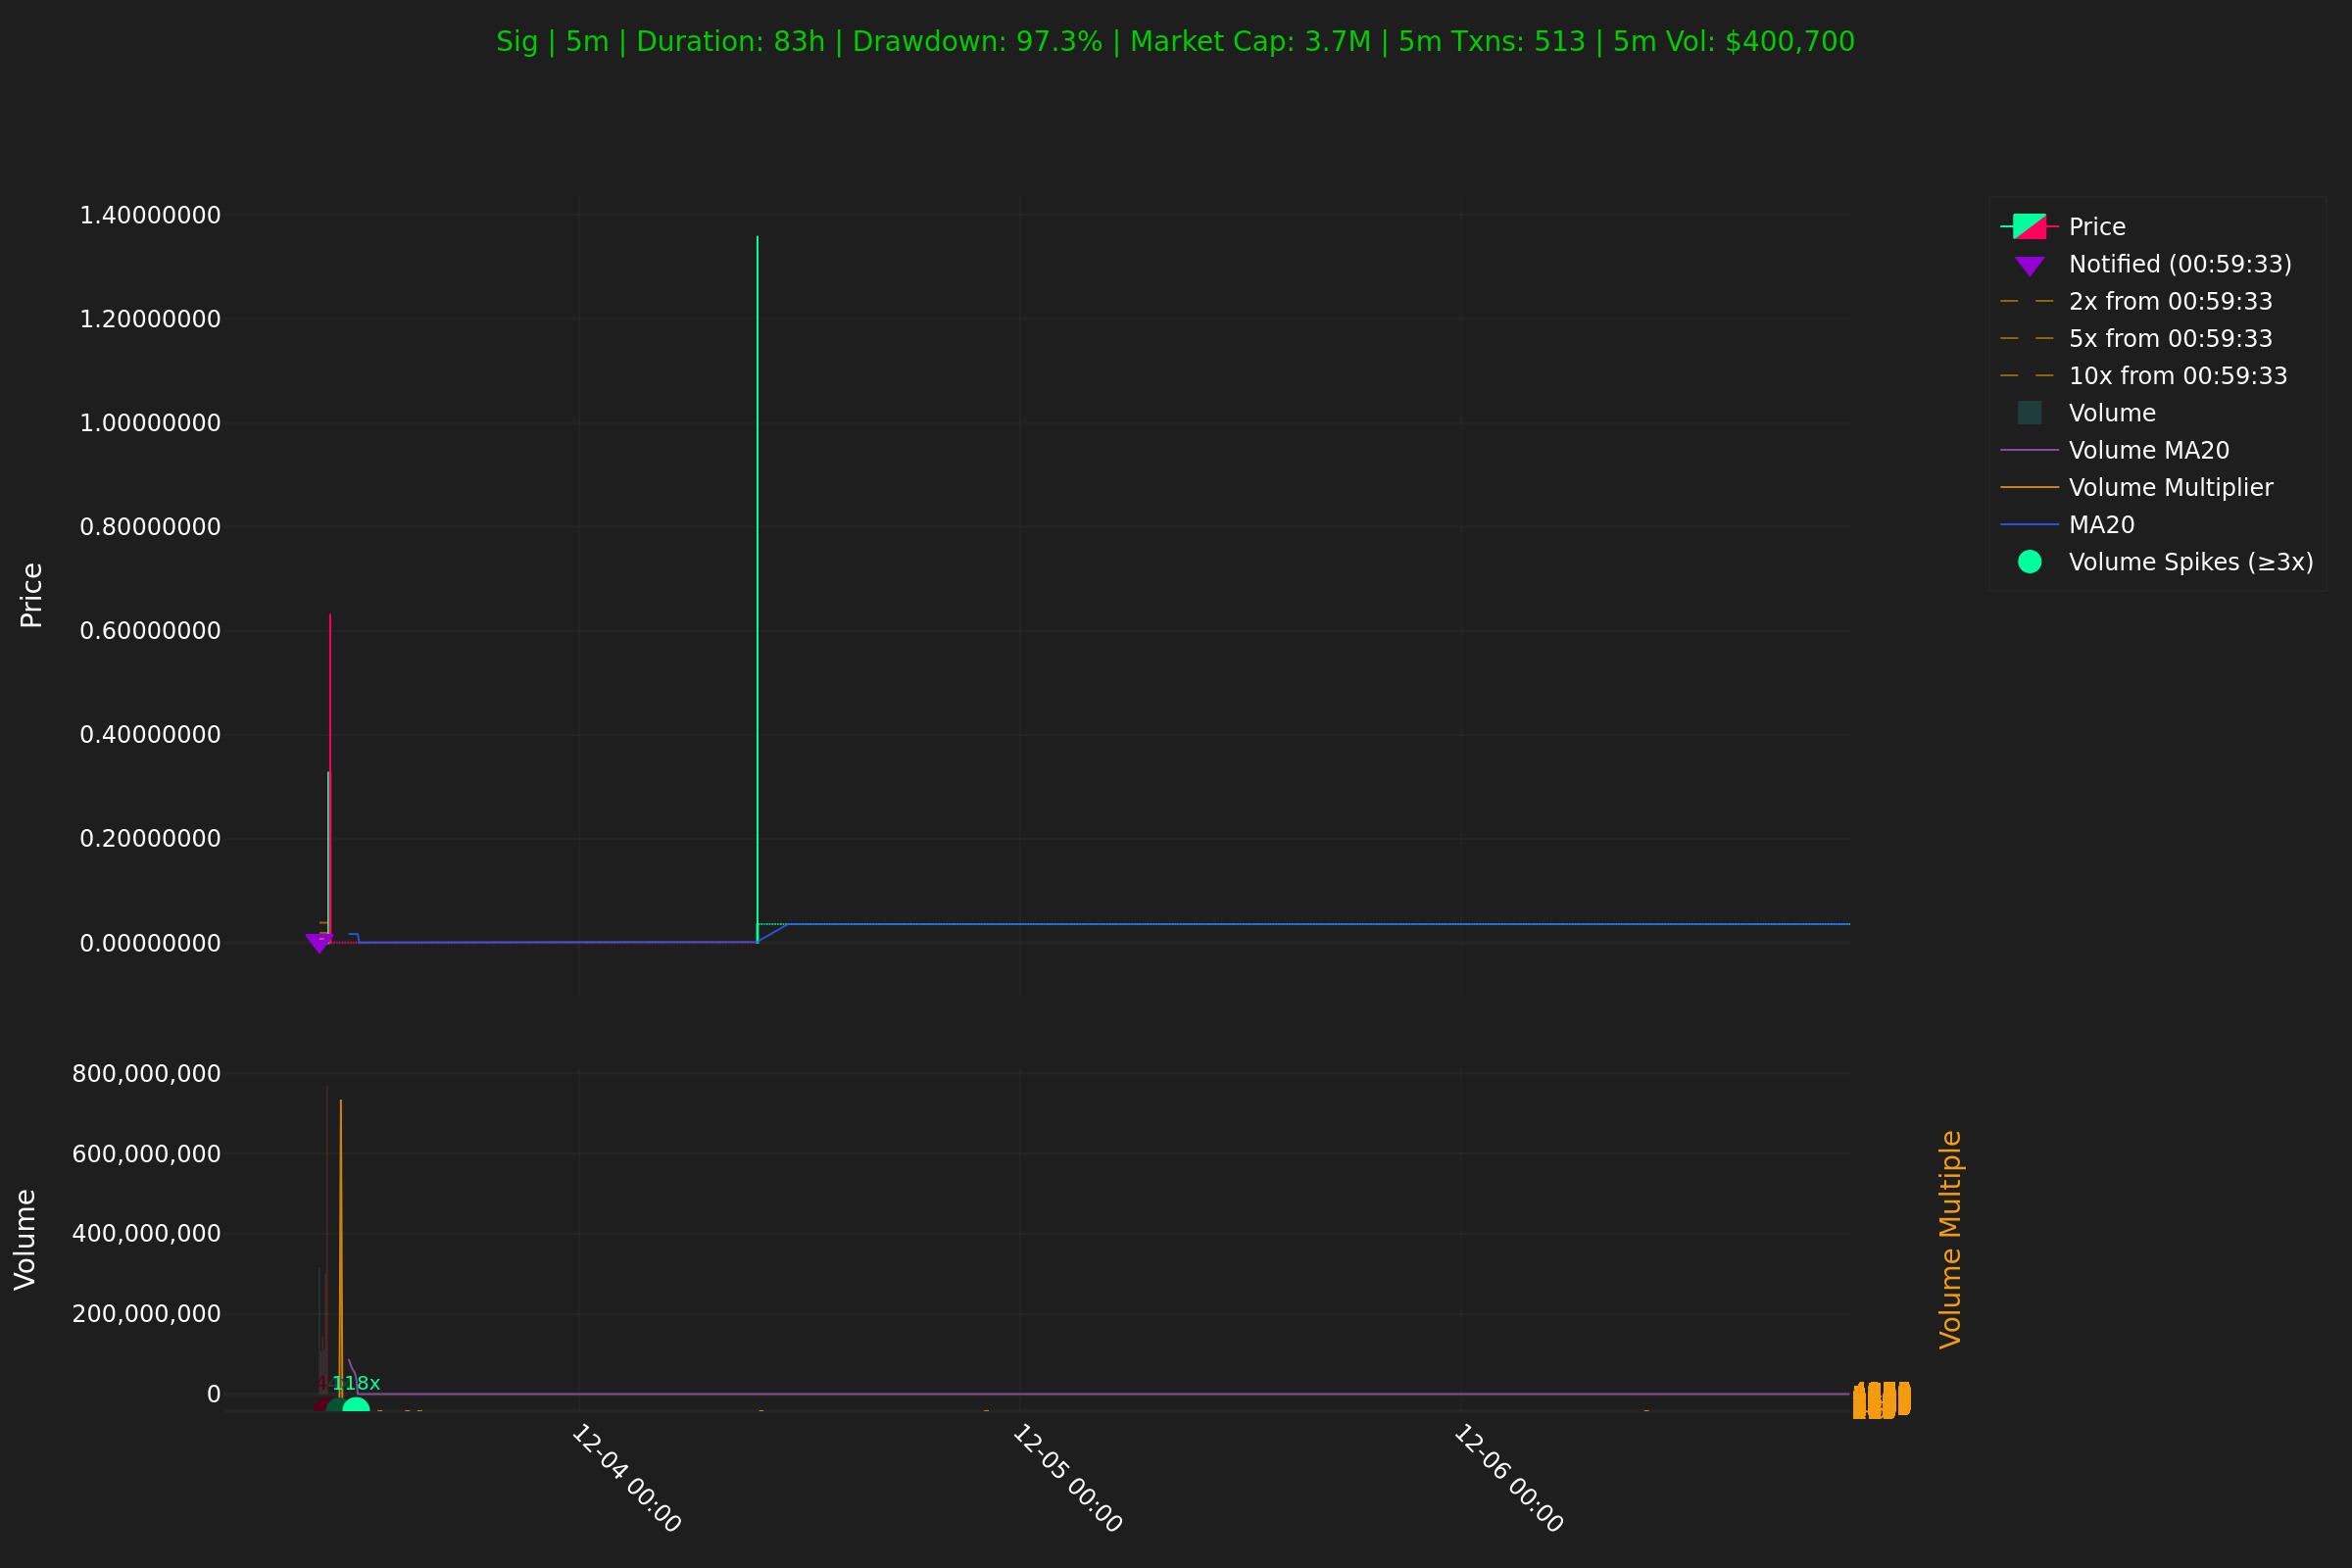 Sig | 5m | Duration: 83h | Drawdown: 97.3% | Market Cap: 3.7M | 5m Txns: 513 | 5m Vol: $400,700
Price
1.40000000
1.20000000
1.00000000
0.80000000
0.60000000
0.40000000
0.20000000
0.00000000
Price
Notified (00:59:33)
2x from 00:59:33
5x from 00:59:33
10x from 00:59:33
Volume
Volume MA20
Volume Multiplier
MA20
Volume Spikes (≥3x)
Volume
800,000,000
600,000,000
400,000,000
200,000,000
0
118x
Volume Multiple
12-04 00:00
12-05 00:00
12-06 00:00